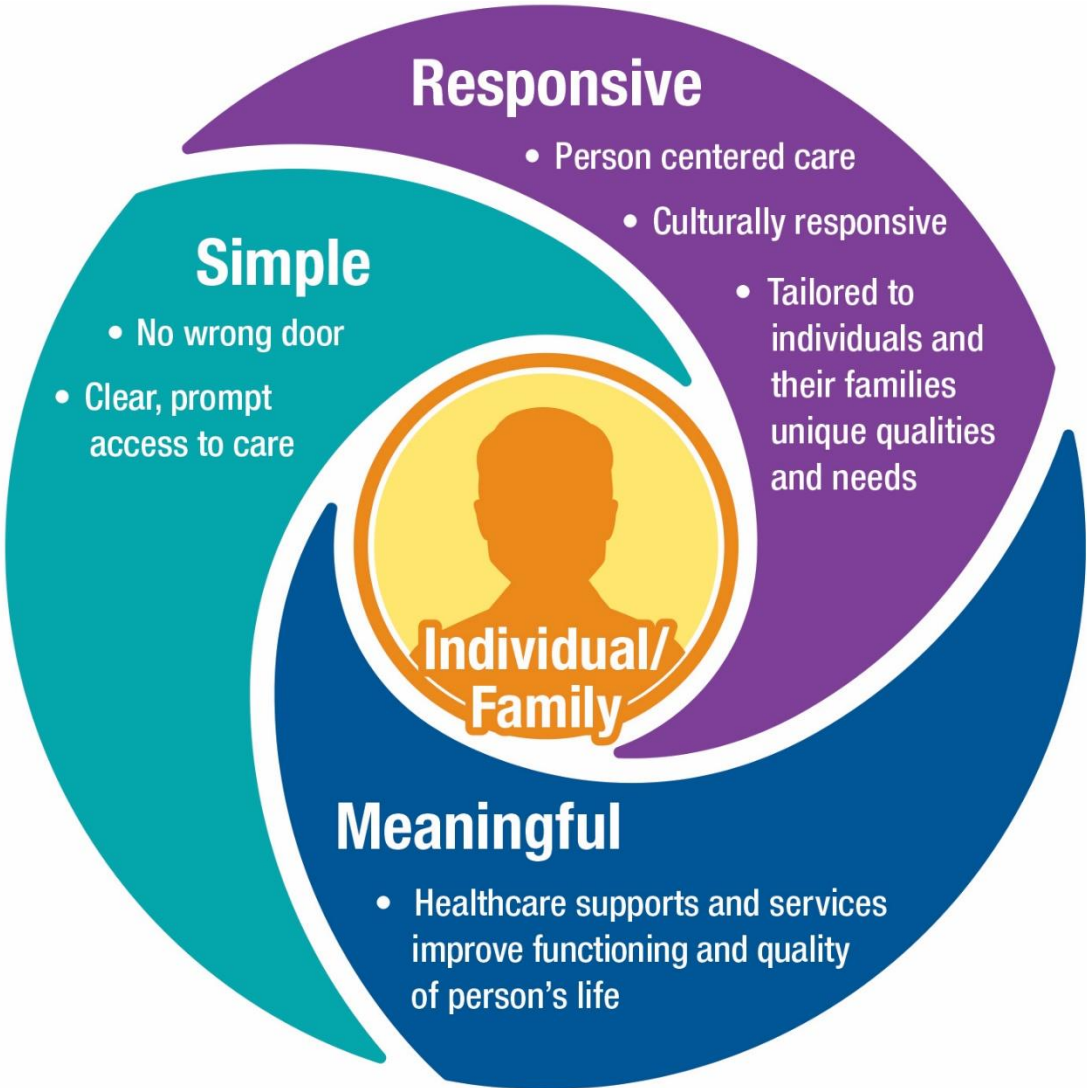 Responsive
• Person centered care
• Culturally responsive
• Tailored to
individuals and
their families
unique qualities
and needs
Simple
• No wrong door
• Clear, prompt
access to care
Individual/
Family
Meaningful
• Healthcare supports and services
improve functioning and quality
of person’s life